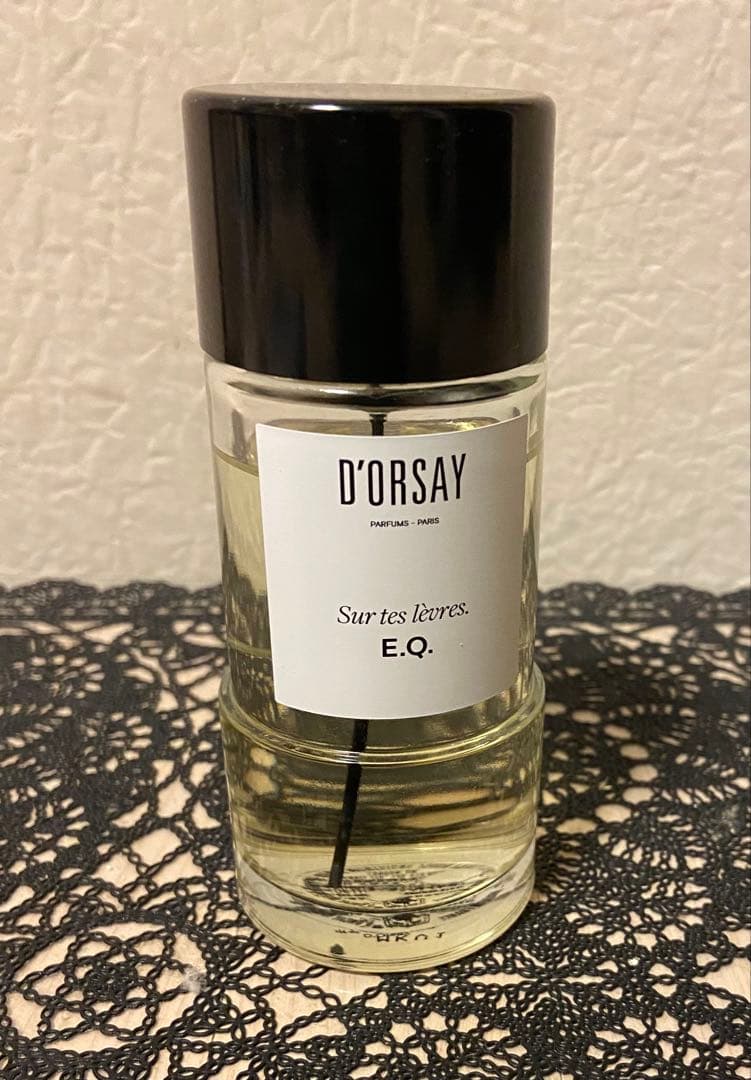 D'ORSAY
PARFUMS - PARIS
Sur tes lèvres.
E.Q.